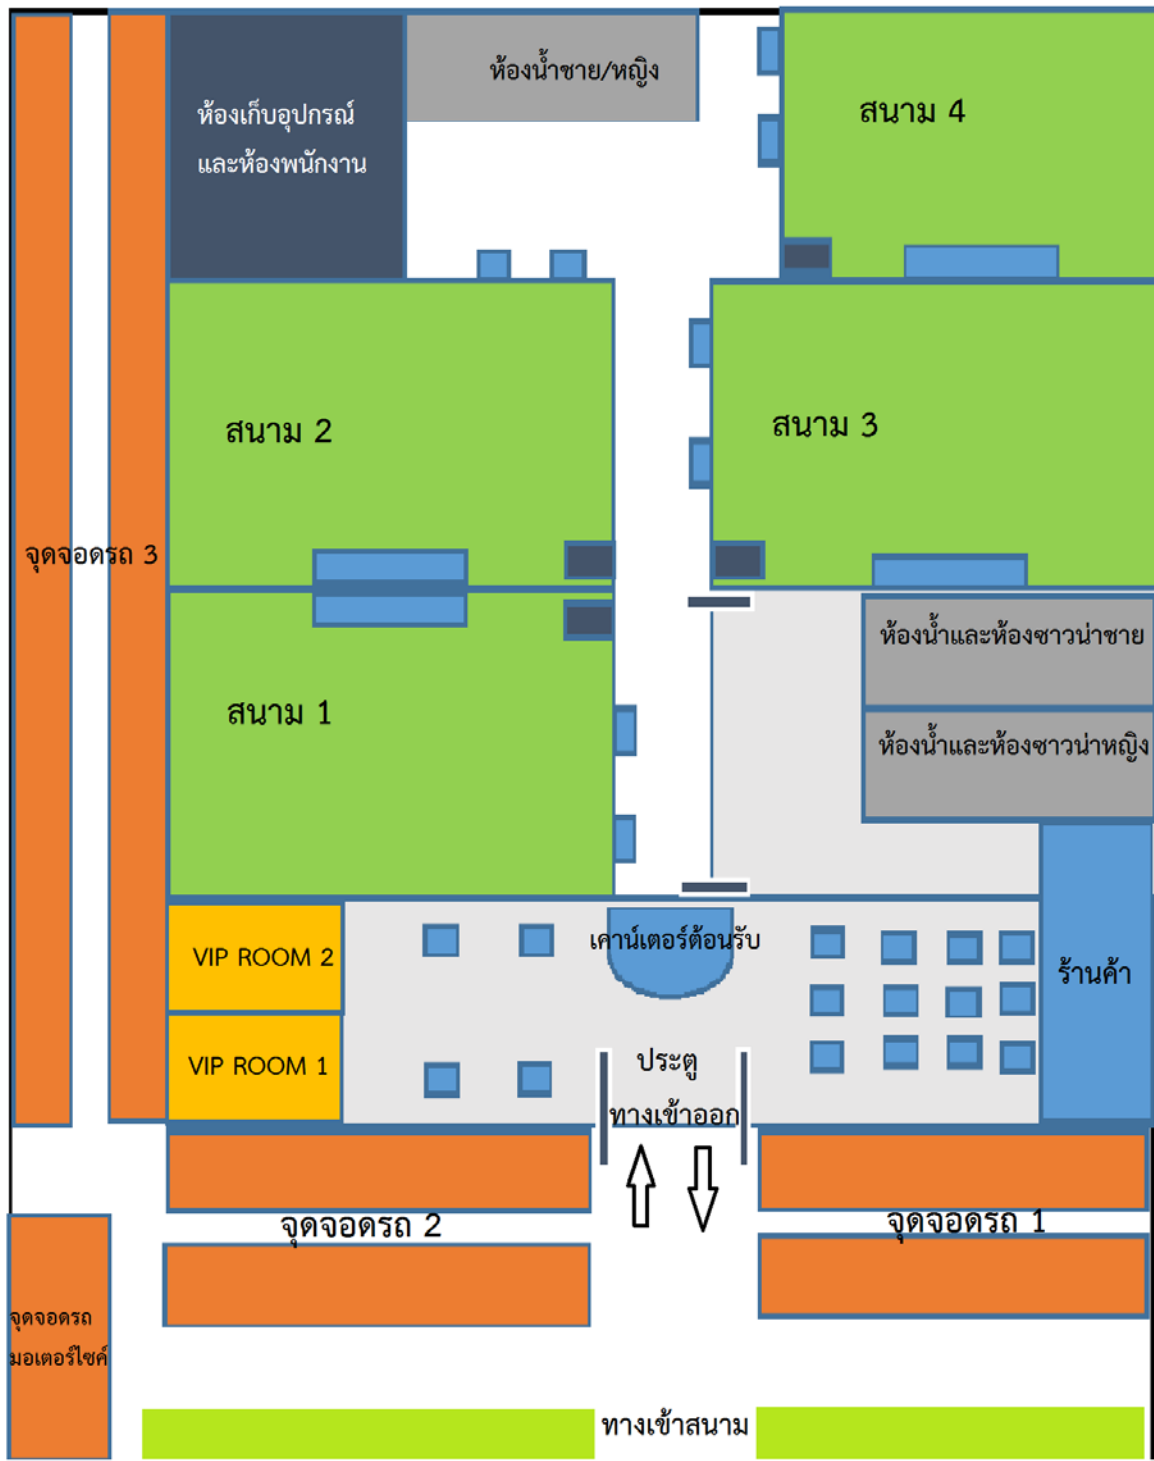 ห้องน้ำชาย/หญิง
สนาม 4
ห้องเก็บอุปกรณ์
และห้องพนักงาน
สนาม 2
สนาม 3
จุดจอดรถ 3
ห้องน้ำและห้องซาวน่าชาย
สนาม 1
ห้องน้ำและห้องซาวน่าหญิง
เคาน์เตอร์ต้อนรับ
VIP ROOM 2
ร้านค้า
VIP ROOM 1
ประตู
ทางเข้าออก
จุดจอดรถ 2
จุดจอดรถ 1
จุดจอดรถ
มอเตอร์ไซค์
ทางเข้าสนาม